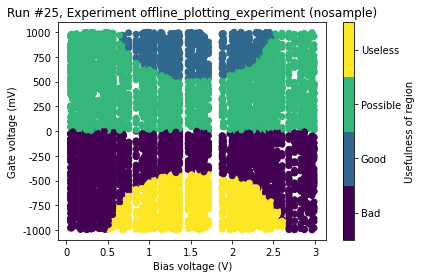 Run #25, Experiment offline_plotting_experiment (nosample)
1000
750
500
250
0
-250
-500
-750
-1000
Gate voltage (mV)
0
0.5
1
1.5
2
2.5
3
Bias voltage (V)
Useless
Possible
Good
Bad
Usefulness of region